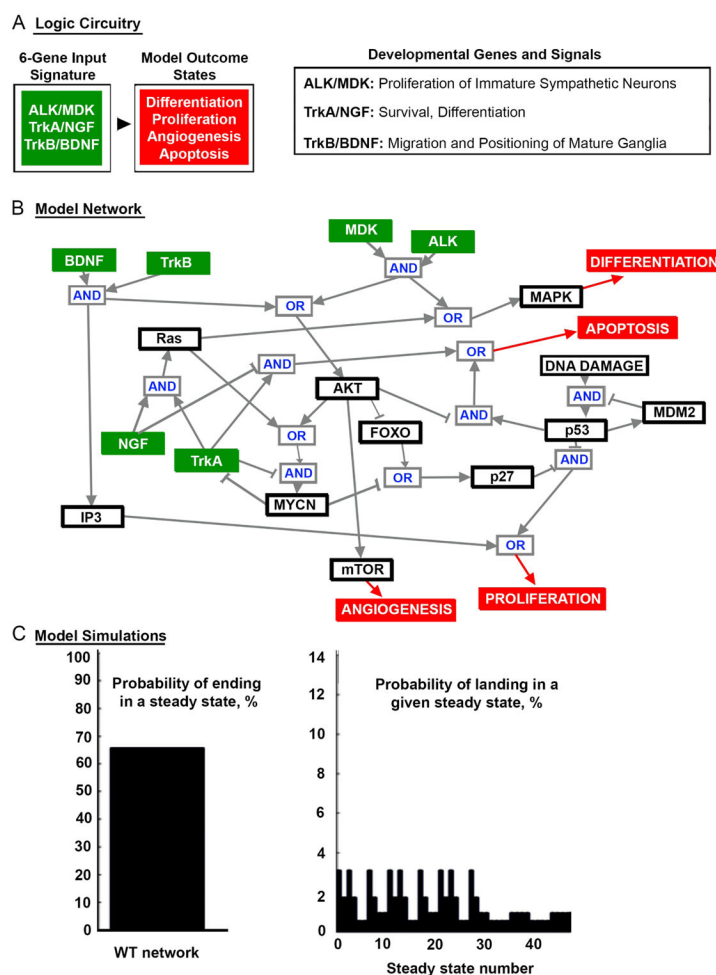 A Logic Circuitry
6-Gene Input
Signature
Model Outcome
States
ALK/MDK
TrkA/NGF
TrkB/BDNF
Differentiation
Proliferation
Angiogenesis
Apoptosis
Developmental Genes and Signals
ALK/MDK: Proliferation of Immature Sympathetic Neurons
TrkA/NGF: Survival, Differentiation
TrkB/BDNF: Migration and Positioning of Mature Ganglia
B Model Network
MDK
ALK
BDNF
TrkB
DIFFERENTIATION
AND
AND
OR
OR
MAPK
Ras
APOPTOSIS
OR
AND
DNA DAMAGE
AND
AKT
AND
MDM2
NGF
OR
FOXO
AND
p53
TrkA
AND
OR
p27
AND
MYCN
IP3
OR
mTOR
ANGIOGENESIS
PROLIFERATION
C Model Simulations
100
90
80
70
60
50
40
30
20
10
0
Probability of ending
in a steady state, %
WT network
14
12
10
8
6
4
2
0
Probability of landing in a
given steady state, %
0 10 20 30 40
Steady state number